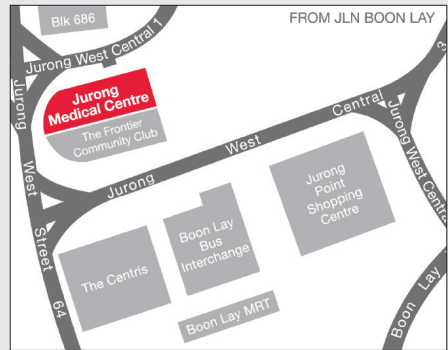 FROM JLN BOON LAY
Blk 686
Jurong West Central 1
Jurong
Medical Centre
The Frontier
Community Club
Jurong West Central 3
Jurong West Central
Jurong West Street 64
Jurong
Point
Shopping
Centre
Boon Lay
Bus
Interchange
The Centris
Boon Lay MRT
Boon Lay